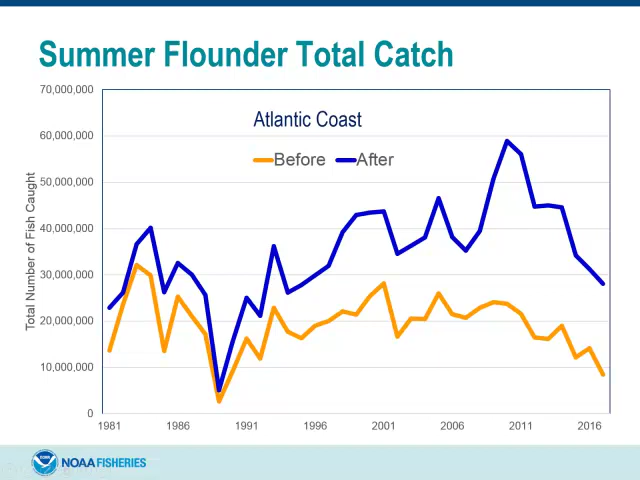 Summer Flounder Total Catch
70,000,000
60,000,000
50,000,000
40,000,000
30,000,000
20,000,000
10,000,000
0
Total Number of Fish Caught
Atlantic Coast
Before After
1981 1986 1991 1996 2001 2006 2011 2016
NOAA FISHERIES